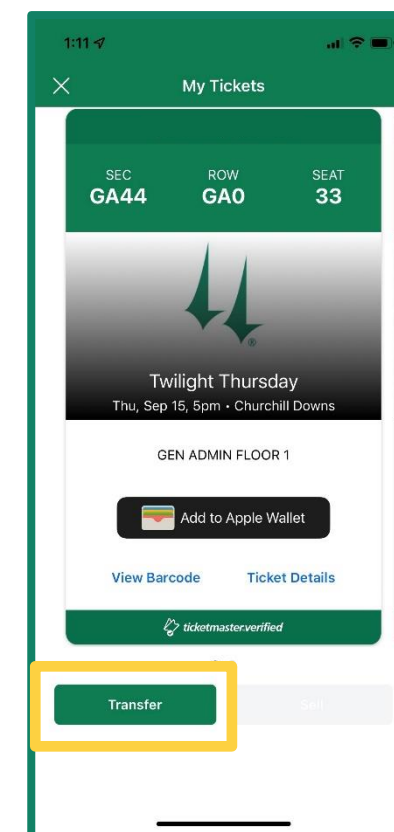 1:11
My Tickets
SEC ROW SEAT
GA44 GA0 33
®
Twilight Thursday
Thu, Sep 15, 5pm • Churchill Downs
GEN ADMIN FLOOR 1
Add to Apple Wallet
View Barcode Ticket Details
ticketmaster.verified
Transfer Sell